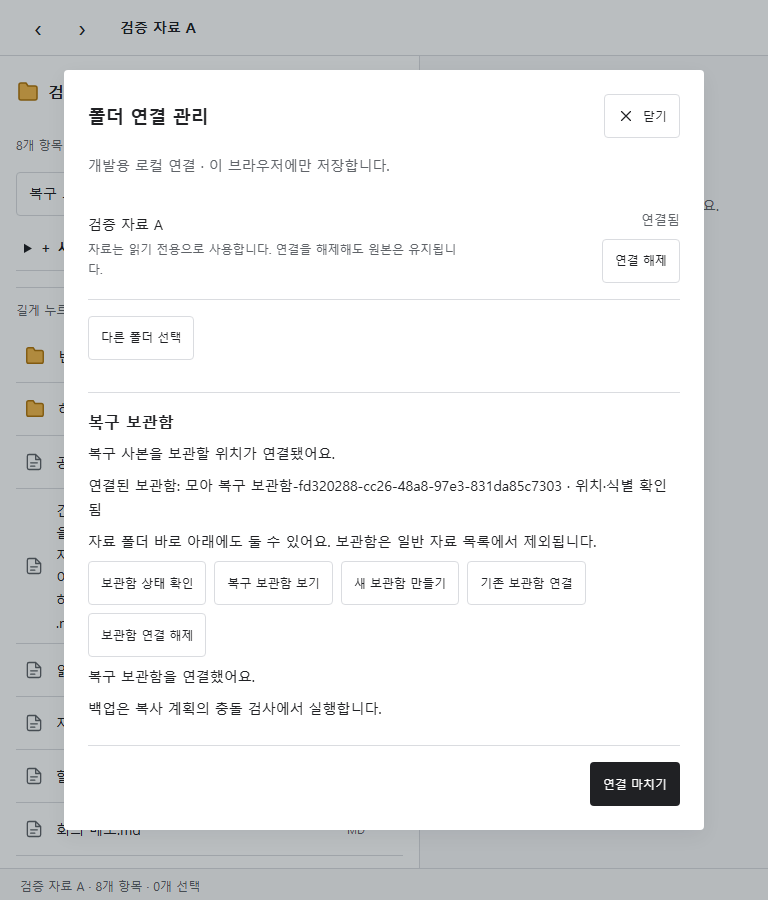 검증 자료 A
검
폴더 연결 관리
닫기
개발용 로컬 연결 · 이 브라우저에만 저장합니다.
8개 항목
복구
요.
검증 자료 A
연결됨
자료는 읽기 전용으로 사용합니다. 연결을 해제해도 원본은 유지됩니
다.
연결 해제
+
길게 누르
다른 폴더 선택
복구 보관함
복구 사본을 보관할 위치가 연결됐어요.
연결된 보관함: 모아 복구 보관함-fd320288-cc26-48a8-97e3-831da85c7303 · 위치·식별 확인
됨
자료 폴더 바로 아래에도 둘 수 있어요. 보관함은 일반 자료 목록에서 제외됩니다.
보관함 상태 확인
복구 보관함 보기
새 보관함 만들기
기존 보관함 연결
보관함 연결 해제
복구 보관함을 연결했어요.
백업은 복사 계획의 충돌 검사에서 실행합니다.
연결 마치기
회의 메모.md
MD
검증 자료 A · 8개 항목 · 0개 선택